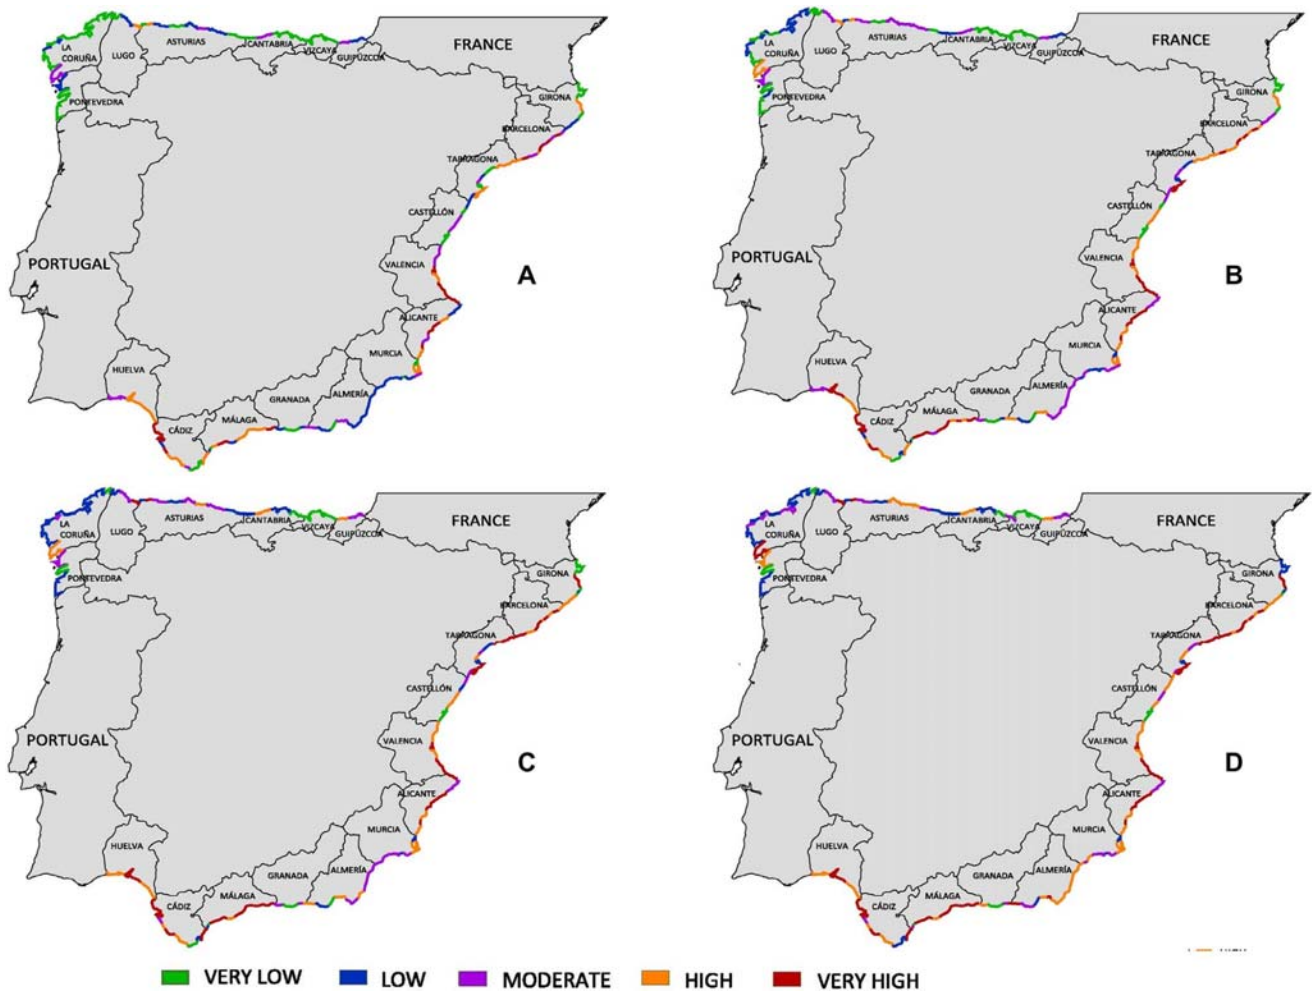 FRANCE
LA CORUÑA
LUGO
ASTURIAS
CANTABRIA
VIZCAYA
GUIPÚZCOA
PONTEVEDRA
GIRONA
BARCELONA
TARRAGONA
CASTELLÓN
PORTUGAL
VALENCIA
A
ALICANTE
MURCIA
HUELVA
GRANADA
ALMERÍA
MÁLAGA
CÁDIZ
FRANCE
LA CORUÑA
LUGO
ASTURIAS
CANTABRIA
VIZCAYA
GUIPÚZCOA
PONTEVEDRA
GIRONA
BARCELONA
TARRAGONA
CASTELLÓN
PORTUGAL
VALENCIA
B
ALICANTE
MURCIA
HUELVA
GRANADA
ALMERÍA
MÁLAGA
CÁDIZ
FRANCE
LA CORUÑA
LUGO
ASTURIAS
CANTABRIA
VIZCAYA
GUIPÚZCOA
PONTEVEDRA
GIRONA
BARCELONA
TARRAGONA
CASTELLÓN
PORTUGAL
VALENCIA
C
ALICANTE
MURCIA
HUELVA
GRANADA
ALMERÍA
MÁLAGA
CÁDIZ
FRANCE
LA CORUÑA
LUGO
ASTURIAS
CANTABRIA
VIZCAYA
GUIPÚZCOA
PONTEVEDRA
GIRONA
BARCELONA
TARRAGONA
CASTELLÓN
PORTUGAL
VALENCIA
D
ALICANTE
MURCIA
HUELVA
GRANADA
ALMERÍA
MÁLAGA
CÁDIZ
VERY LOW LOW MODERATE HIGH VERY HIGH